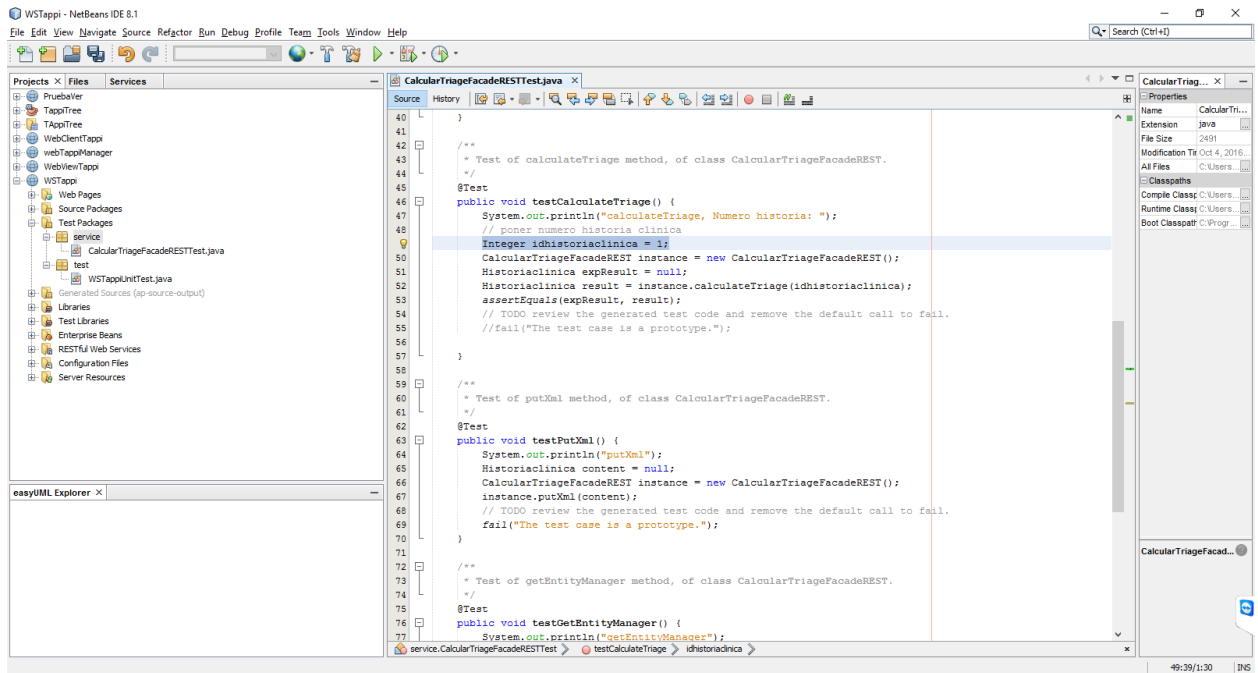 WSTappi - NetBeans IDE 8.1
File Edit View Navigate Source Refactor Run Debug Profile Team Tools Window Help
Search (Ctrl+I)
Projects × Files Services
PruebaVer
TappiTree
TAppiTree
WebClientTappi
webTappiManager
WebViewTappi
WSTappi
Web Pages
Source Packages
Test Packages
service
CalcularTriageFacadeRESTTest.java
test
WSTappiUnitTest.java
Generated Sources (ap-source-output)
Libraries
Test Libraries
Enterprise Beans
RESTful Web Services
Configuration Files
Server Resources
easyUML Explorer ×
CalcularTriageFacadeRESTTest.java ×
Source History
40 }
41
42 /**
43 * Test of calculateTriage method, of class CalcularTriageFacadeREST.
44 */
45 @Test
46 public void testCalculateTriage() {
47 System.out.println("calculateTriage, Numero historia: ");
48 // poner numero historia clinica
Integer idhistoriaclinica = 1;
50 CalcularTriageFacadeREST instance = new CalcularTriageFacadeREST();
51 Historiaclinica expResult = null;
52 Historiaclinica result = instance.calculateTriage(idhistoriaclinica);
53 assertEquals(expResult, result);
54 // TODO review the generated test code and remove the default call to fail.
55 //fail("The test case is a prototype.");
56
57 }
58
59 /**
60 * Test of putXml method, of class CalcularTriageFacadeREST.
61 */
62 @Test
63 public void testPutXml() {
64 System.out.println("putXml");
65 Historiaclinica content = null;
66 CalcularTriageFacadeREST instance = new CalcularTriageFacadeREST();
67 instance.putXml(content);
68 // TODO review the generated test code and remove the default call to fail.
69 fail("The test case is a prototype.");
70 }
71
72 /**
73 * Test of getEntityManager method, of class CalcularTriageFacadeREST.
74 */
75 @Test
76 public void testGetEntityManager() {
77 System.out.println("getEntityManager");
service.CalcularTriageFacadeRESTTest testCalculateTriage idhistoriaclinica
CalcularTriag... ×
Properties
Name CalcularTri...
Extension java
File Size 2491
Modification Tir Oct 4, 2016...
All Files C:\Users...
Classpaths
Compile Classp C:\Users...
Runtime Classp C:\Users...
Boot Classpath C:\Progr...
CalcularTriageFacad...
49:39/1:30 INS